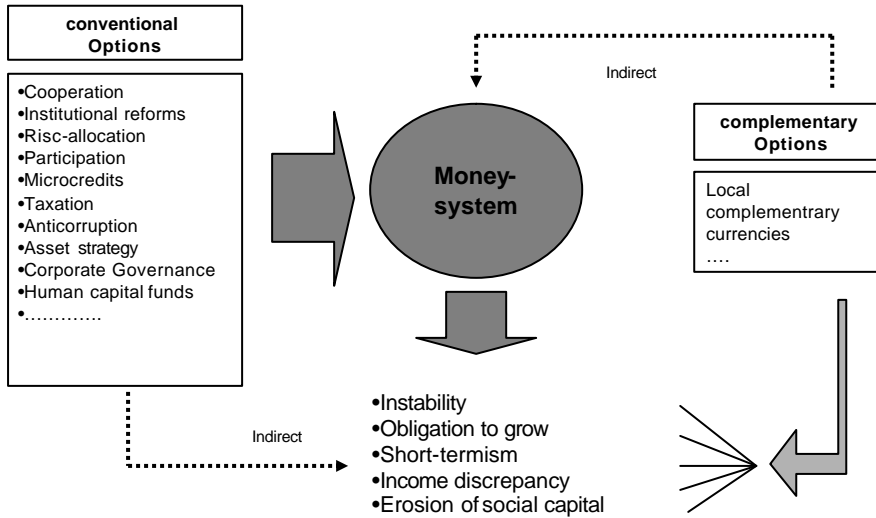 conventional
Options
•Cooperation
•Institutional reforms
•Risc-allocation
•Participation
•Microcredits
•Taxation
•Anticorruption
•Asset strategy
•Corporate Governance
•Human capital funds
•………….
Indirect
Money-
system
Indirect
complementary
Options
Local
complementrary
currencies
….
•Instability
•Obligation to grow
•Short-termism
•Income discrepancy
•Erosion of social capital